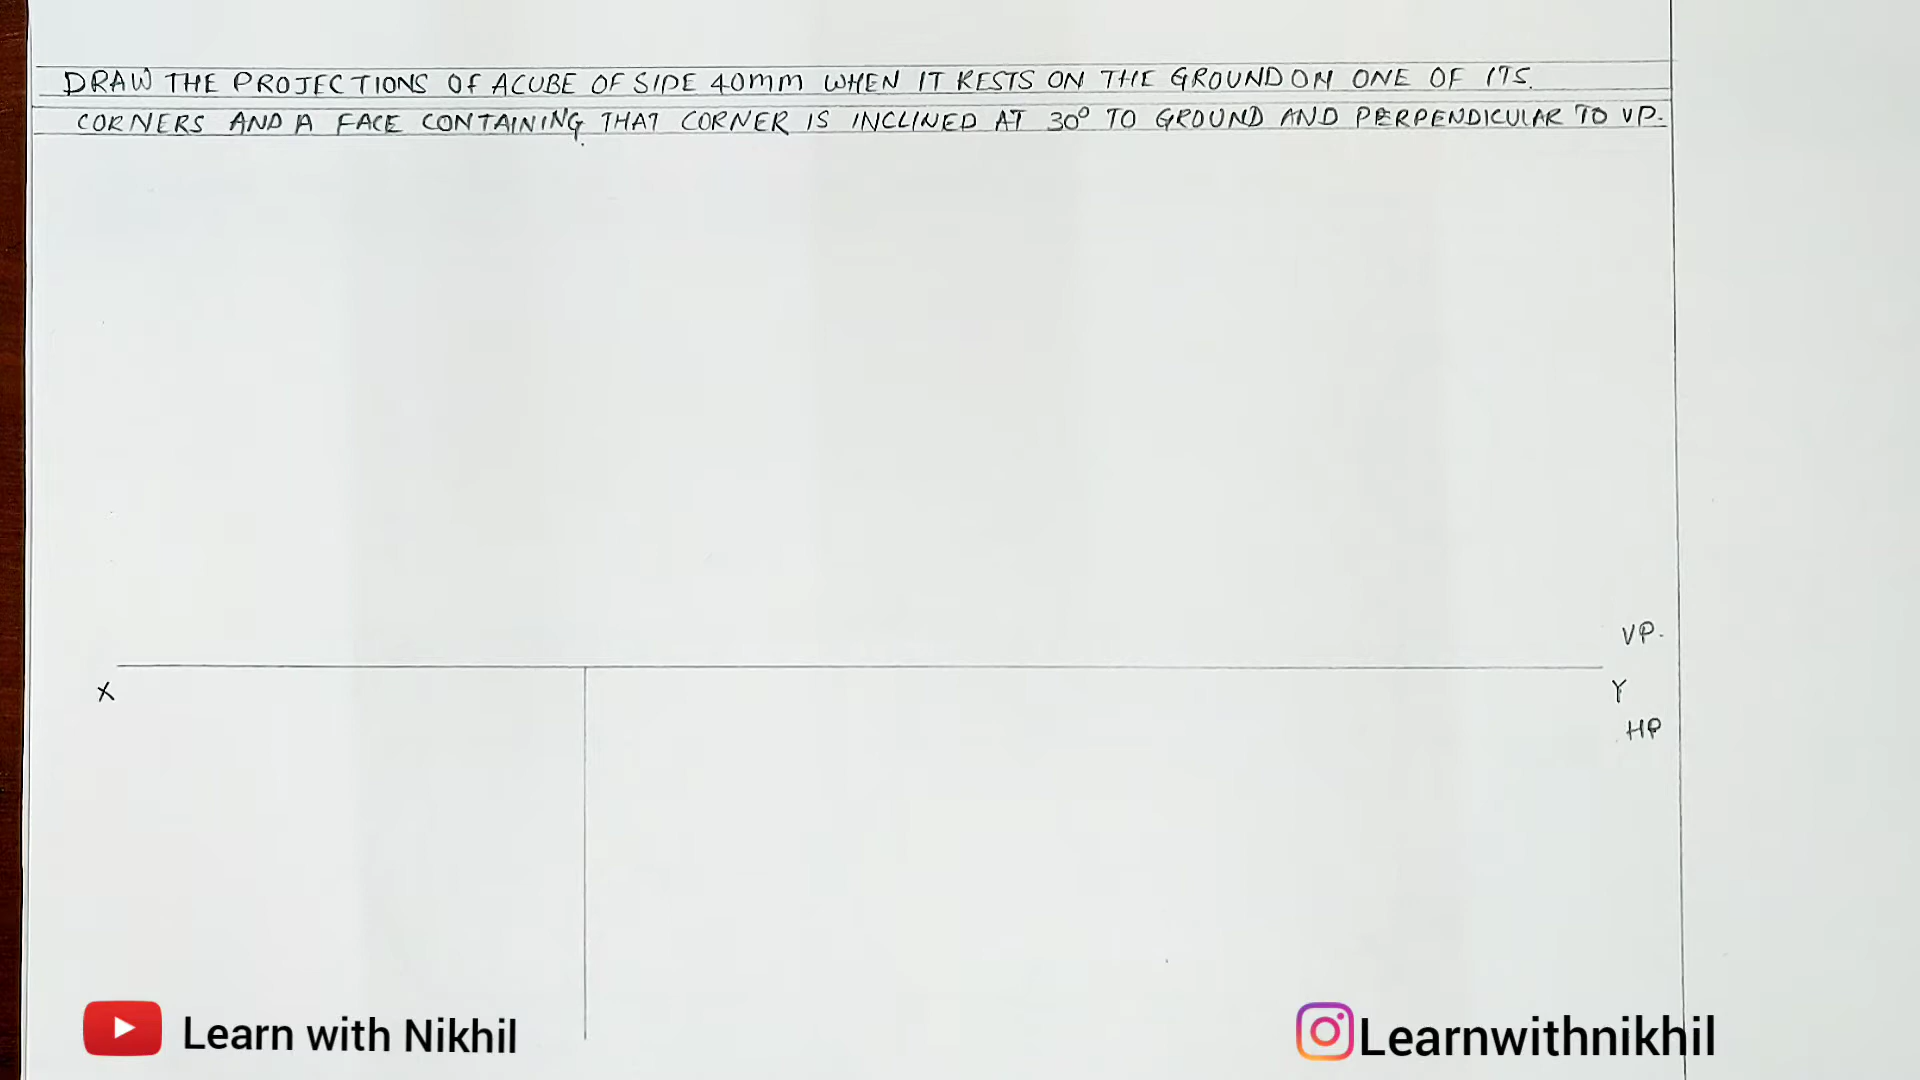 DRAW THE PROJECTIONS OF A CUBE OF SIDE 40mm WHEN IT RESTS ON THE GROUND ON ONE OF ITS.
CORNERS AND A FACE CONTAINING THAT CORNER IS INCLINED AT 30° TO GROUND AND PERPENDICULAR TO VP.
VP.
X Y
HP
Learn with Nikhil
Learnwithnikhil